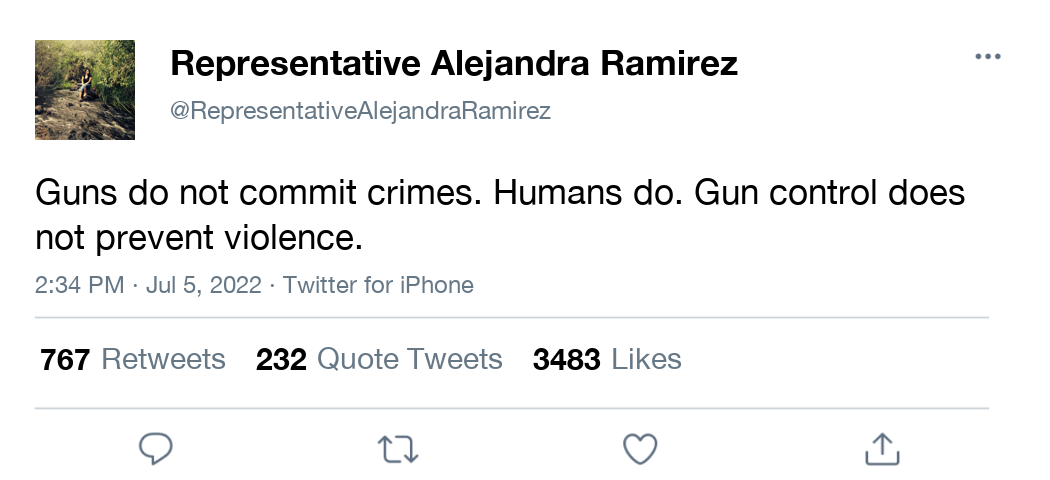 Representative Alejandra Ramirez
@RepresentativeAlejandraRamirez
Guns do not commit crimes. Humans do. Gun control does
not prevent violence.
2:34 PM · Jul 5, 2022 · Twitter for iPhone
767 Retweets 232 Quote Tweets 3483 Likes